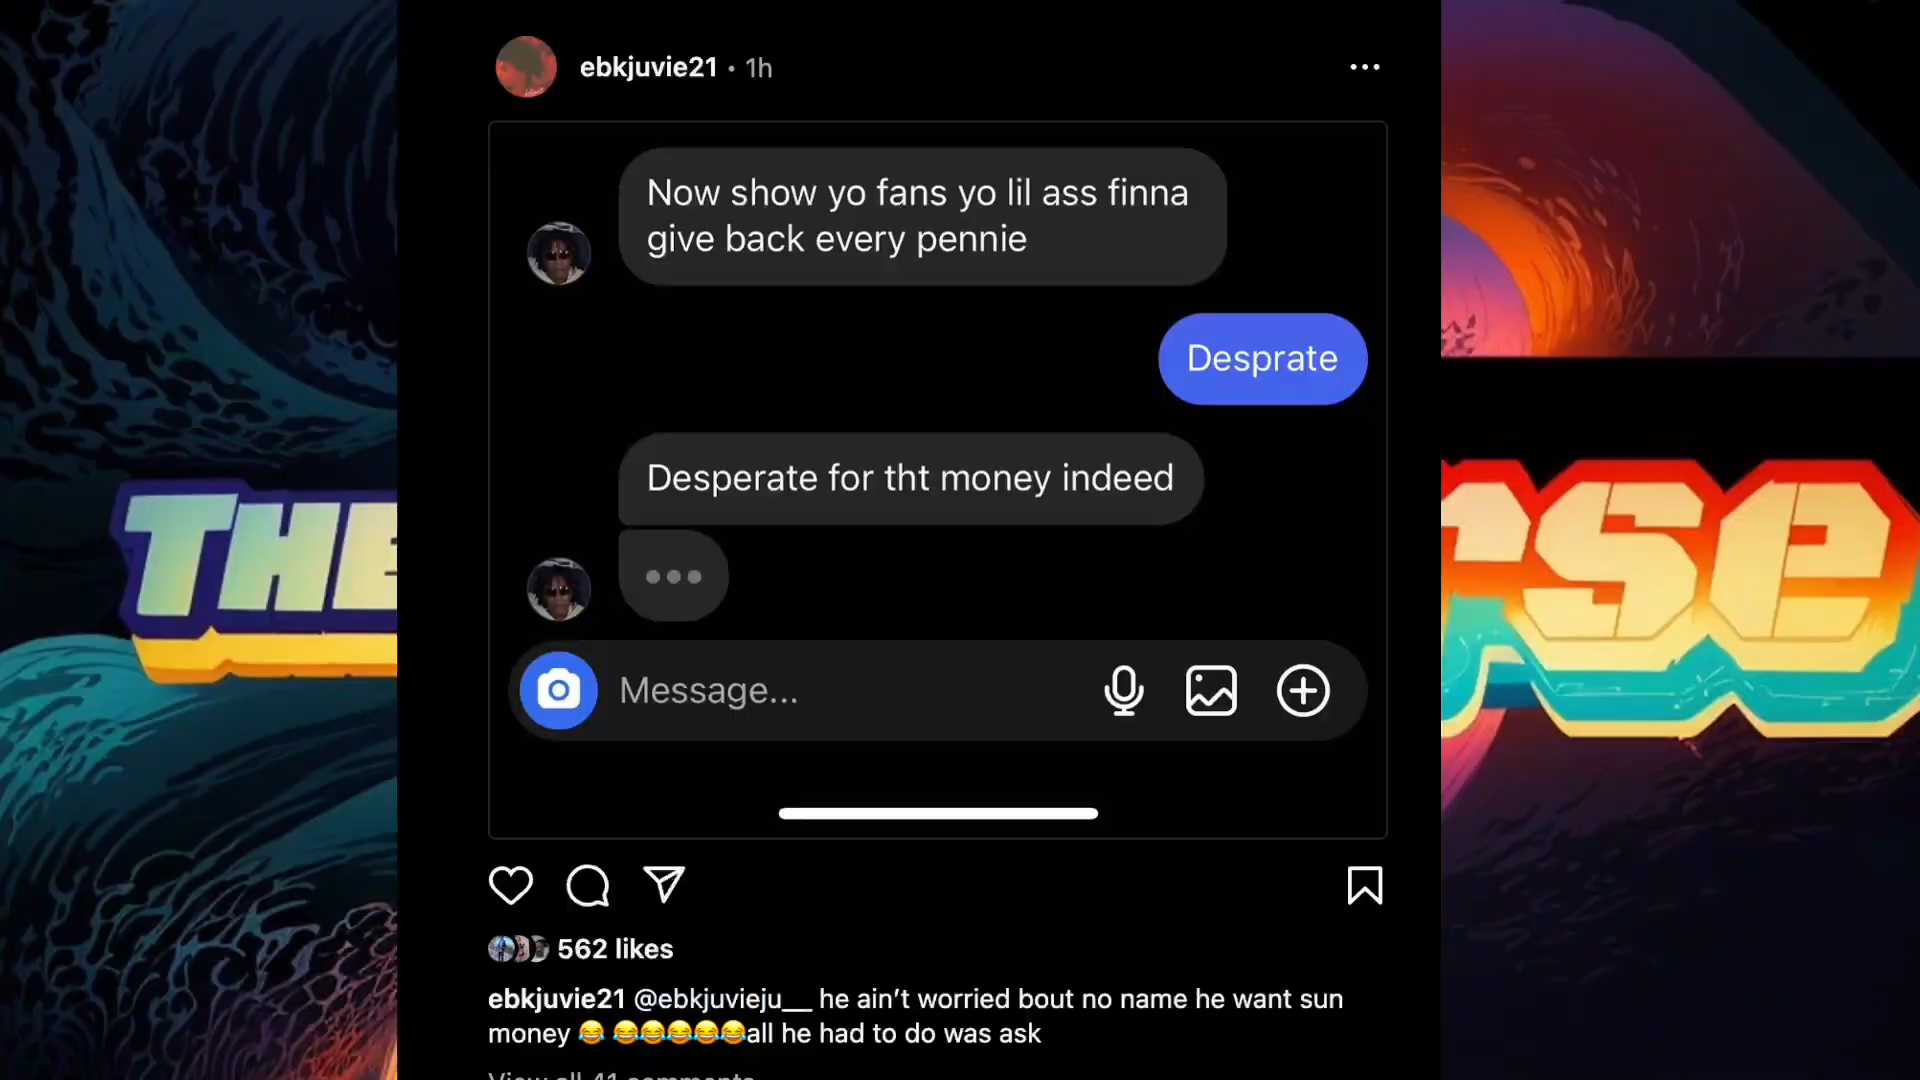 ebkjuvie21 • 1h
Now show yo fans yo lil ass finna
give back every pennie
Desprate
Desperate for tht money indeed
Message...
THE
rse
562 likes
ebkjuvie21 @ebkjuvieju__ he ain't worried bout no name he want sun
money 😂 😂😂😂😂😂all he had to do was ask
View all 41 comments